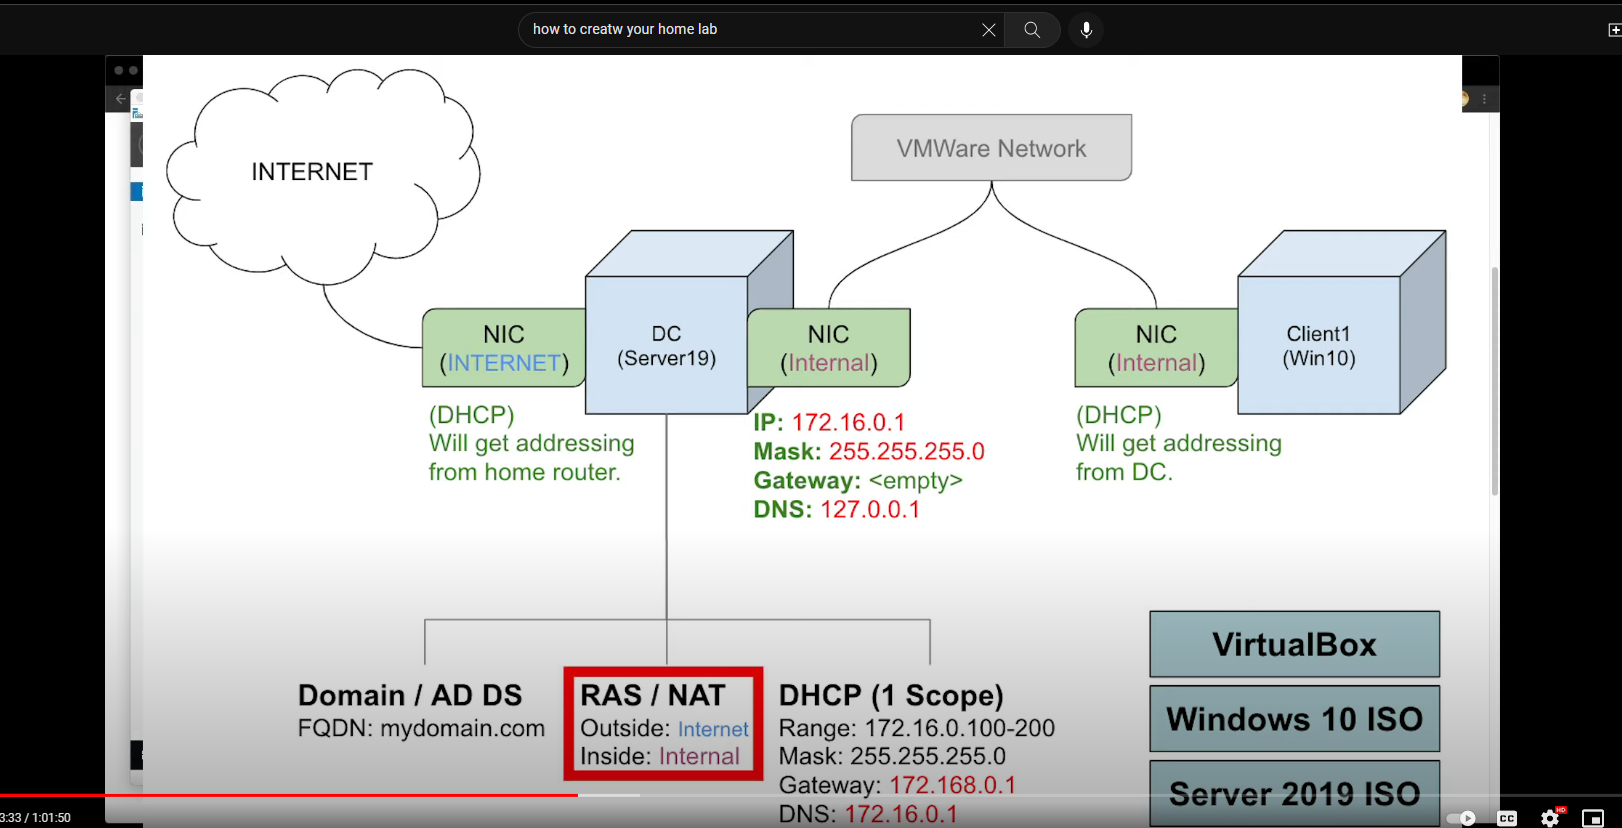 how to creatw your home lab
INTERNET
VMWare Network
NIC
(INTERNET)
DC
(Server19)
NIC
(Internal)
NIC
(Internal)
Client1
(Win10)
(DHCP)
Will get addressing
from home router.
IP: 172.16.0.1
Mask: 255.255.255.0
Gateway: <empty>
DNS: 127.0.0.1
(DHCP)
Will get addressing
from DC.
Domain / AD DS
FQDN: mydomain.com
RAS / NAT
Outside: Internet
Inside: Internal
DHCP (1 Scope)
Range: 172.16.0.100-200
Mask: 255.255.255.0
Gateway: 172.168.0.1
DNS: 172.16.0.1
VirtualBox
Windows 10 ISO
Server 2019 ISO
3:33 / 1:01:50
CC
HD